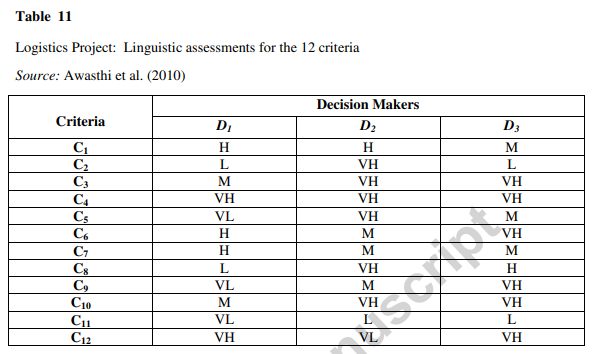 Table 11
Logistics Project: Linguistic assessments for the 12 criteria
Source: Awasthi et al. (2010)
Criteria Decision Makers
D1 D2 D3
C1 H H M
C2 L VH L
C3 M VH VH
C4 VH VH VH
C5 VL VH M
C6 H M VH
C7 H M M
C8 L VH H
C9 VL M VH
C10 M VH VH
C11 VL L L
C12 VH VL VH
nuscript